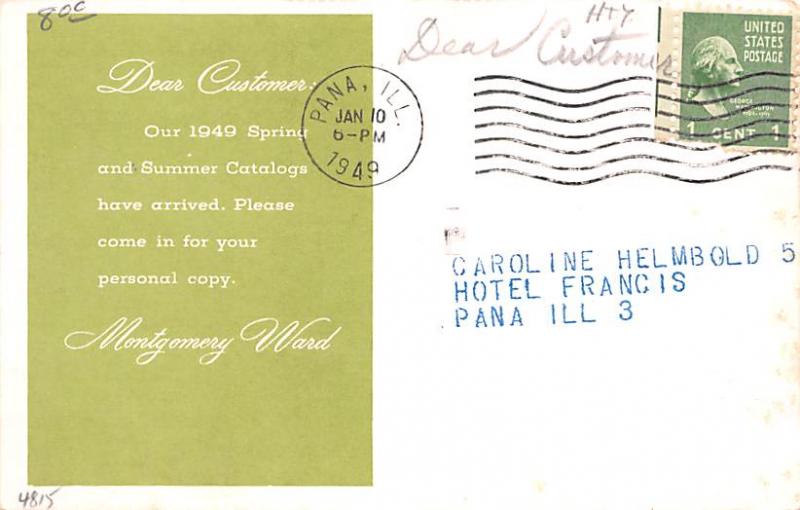 80¢
Dear Customer:
Our 1949 Spring
and Summer Catalogs
have arrived. Please
come in for your
personal copy.
Montgomery Ward
4815
PANA, ILL.
JAN 10
6-PM
1949
Dear Customer
UNITED
STATES
POSTAGE
GEORGE
WASHINGTON
1 CENT 1
CAROLINE HELMBOLD 5
HOTEL FRANCIS
PANA ILL 3